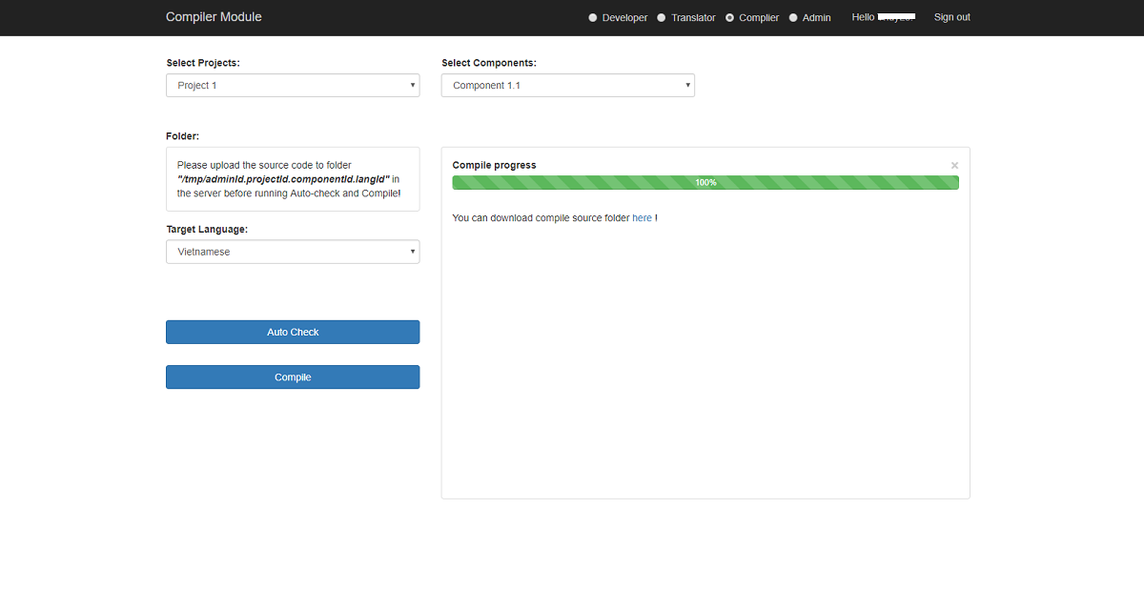 Compiler Module
Developer Translator Complier Admin Hello Sign out
Select Projects: Select Components:
Project 1 Component 1.1
Folder:
Please upload the source code to folder
"/tmp/adminId.projectId.componentId.langId" in
the server before running Auto-check and Compile!
Compile progress ×
100%
You can download compile source folder here !
Target Language:
Vietnamese
Auto Check
Compile